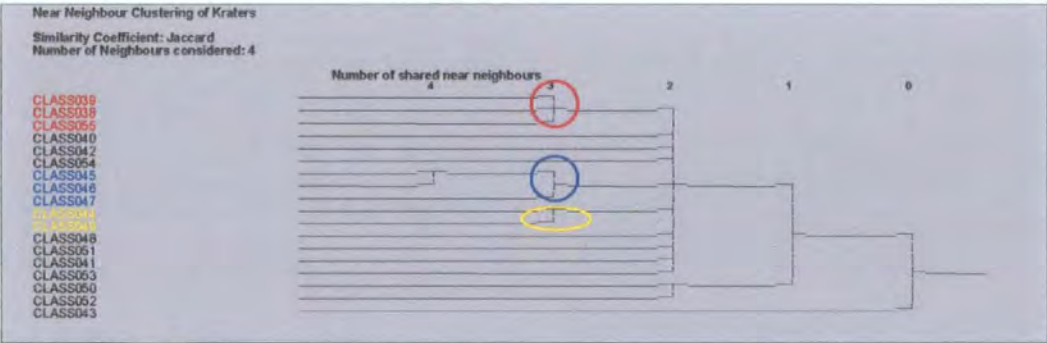 Near Neighbour Clustering of Kraters
Similarity Coefficient: Jaccard
Number of Neighbours considered: 4
Number of shared near neighbours
4 3 2 1 0
CLASS039
CLASS038
CLASS055
CLASS040
CLASS042
CLASS054
CLASS045
CLASS046
CLASS047
CLASS044
CLASS048
CLASS051
CLASS041
CLASS053
CLASS050
CLASS052
CLASS043